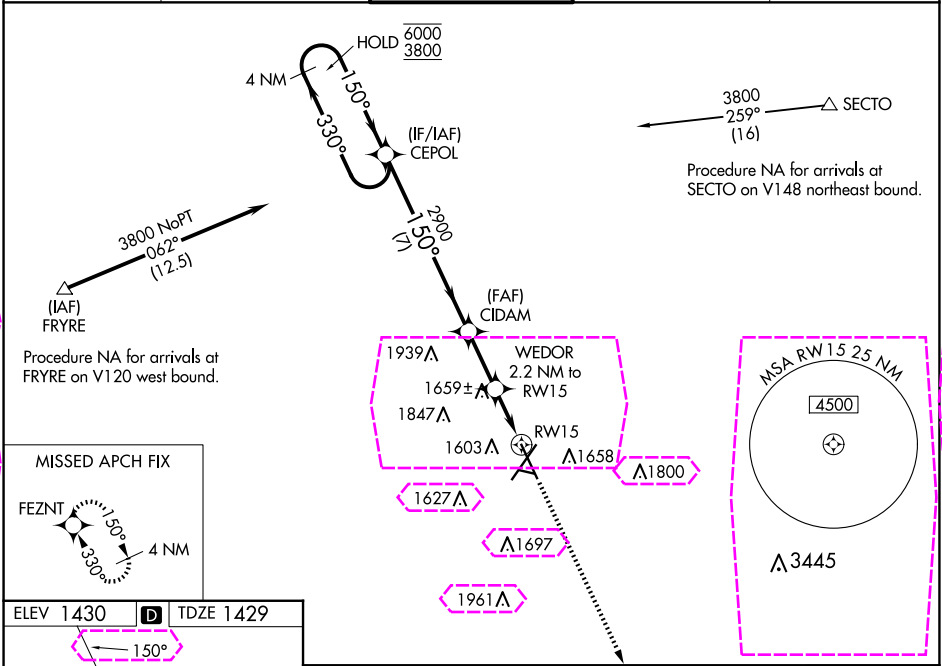 HOLD 6000
3800
4 NM
150°
330°
(IF/IAF)
CEPOL
3800
259°
(16)
SECTO
Procedure NA for arrivals at
SECTO on V148 northeast bound.
3800 NoPT
062°
(12.5)
(IAF)
FRYRE
Procedure NA for arrivals at
FRYRE on V120 west bound.
2900
150°
(7)
(FAF)
CIDAM
1939
WEDOR
2.2 NM to
RW15
1659±
1847
1603
RW15
1658
1800
1627
1697
1961
MSA RW15 25 NM
4500
3445
MISSED APCH FIX
FEZNT
150°
330°
4 NM
ELEV 1430 D TDZE 1429
150°